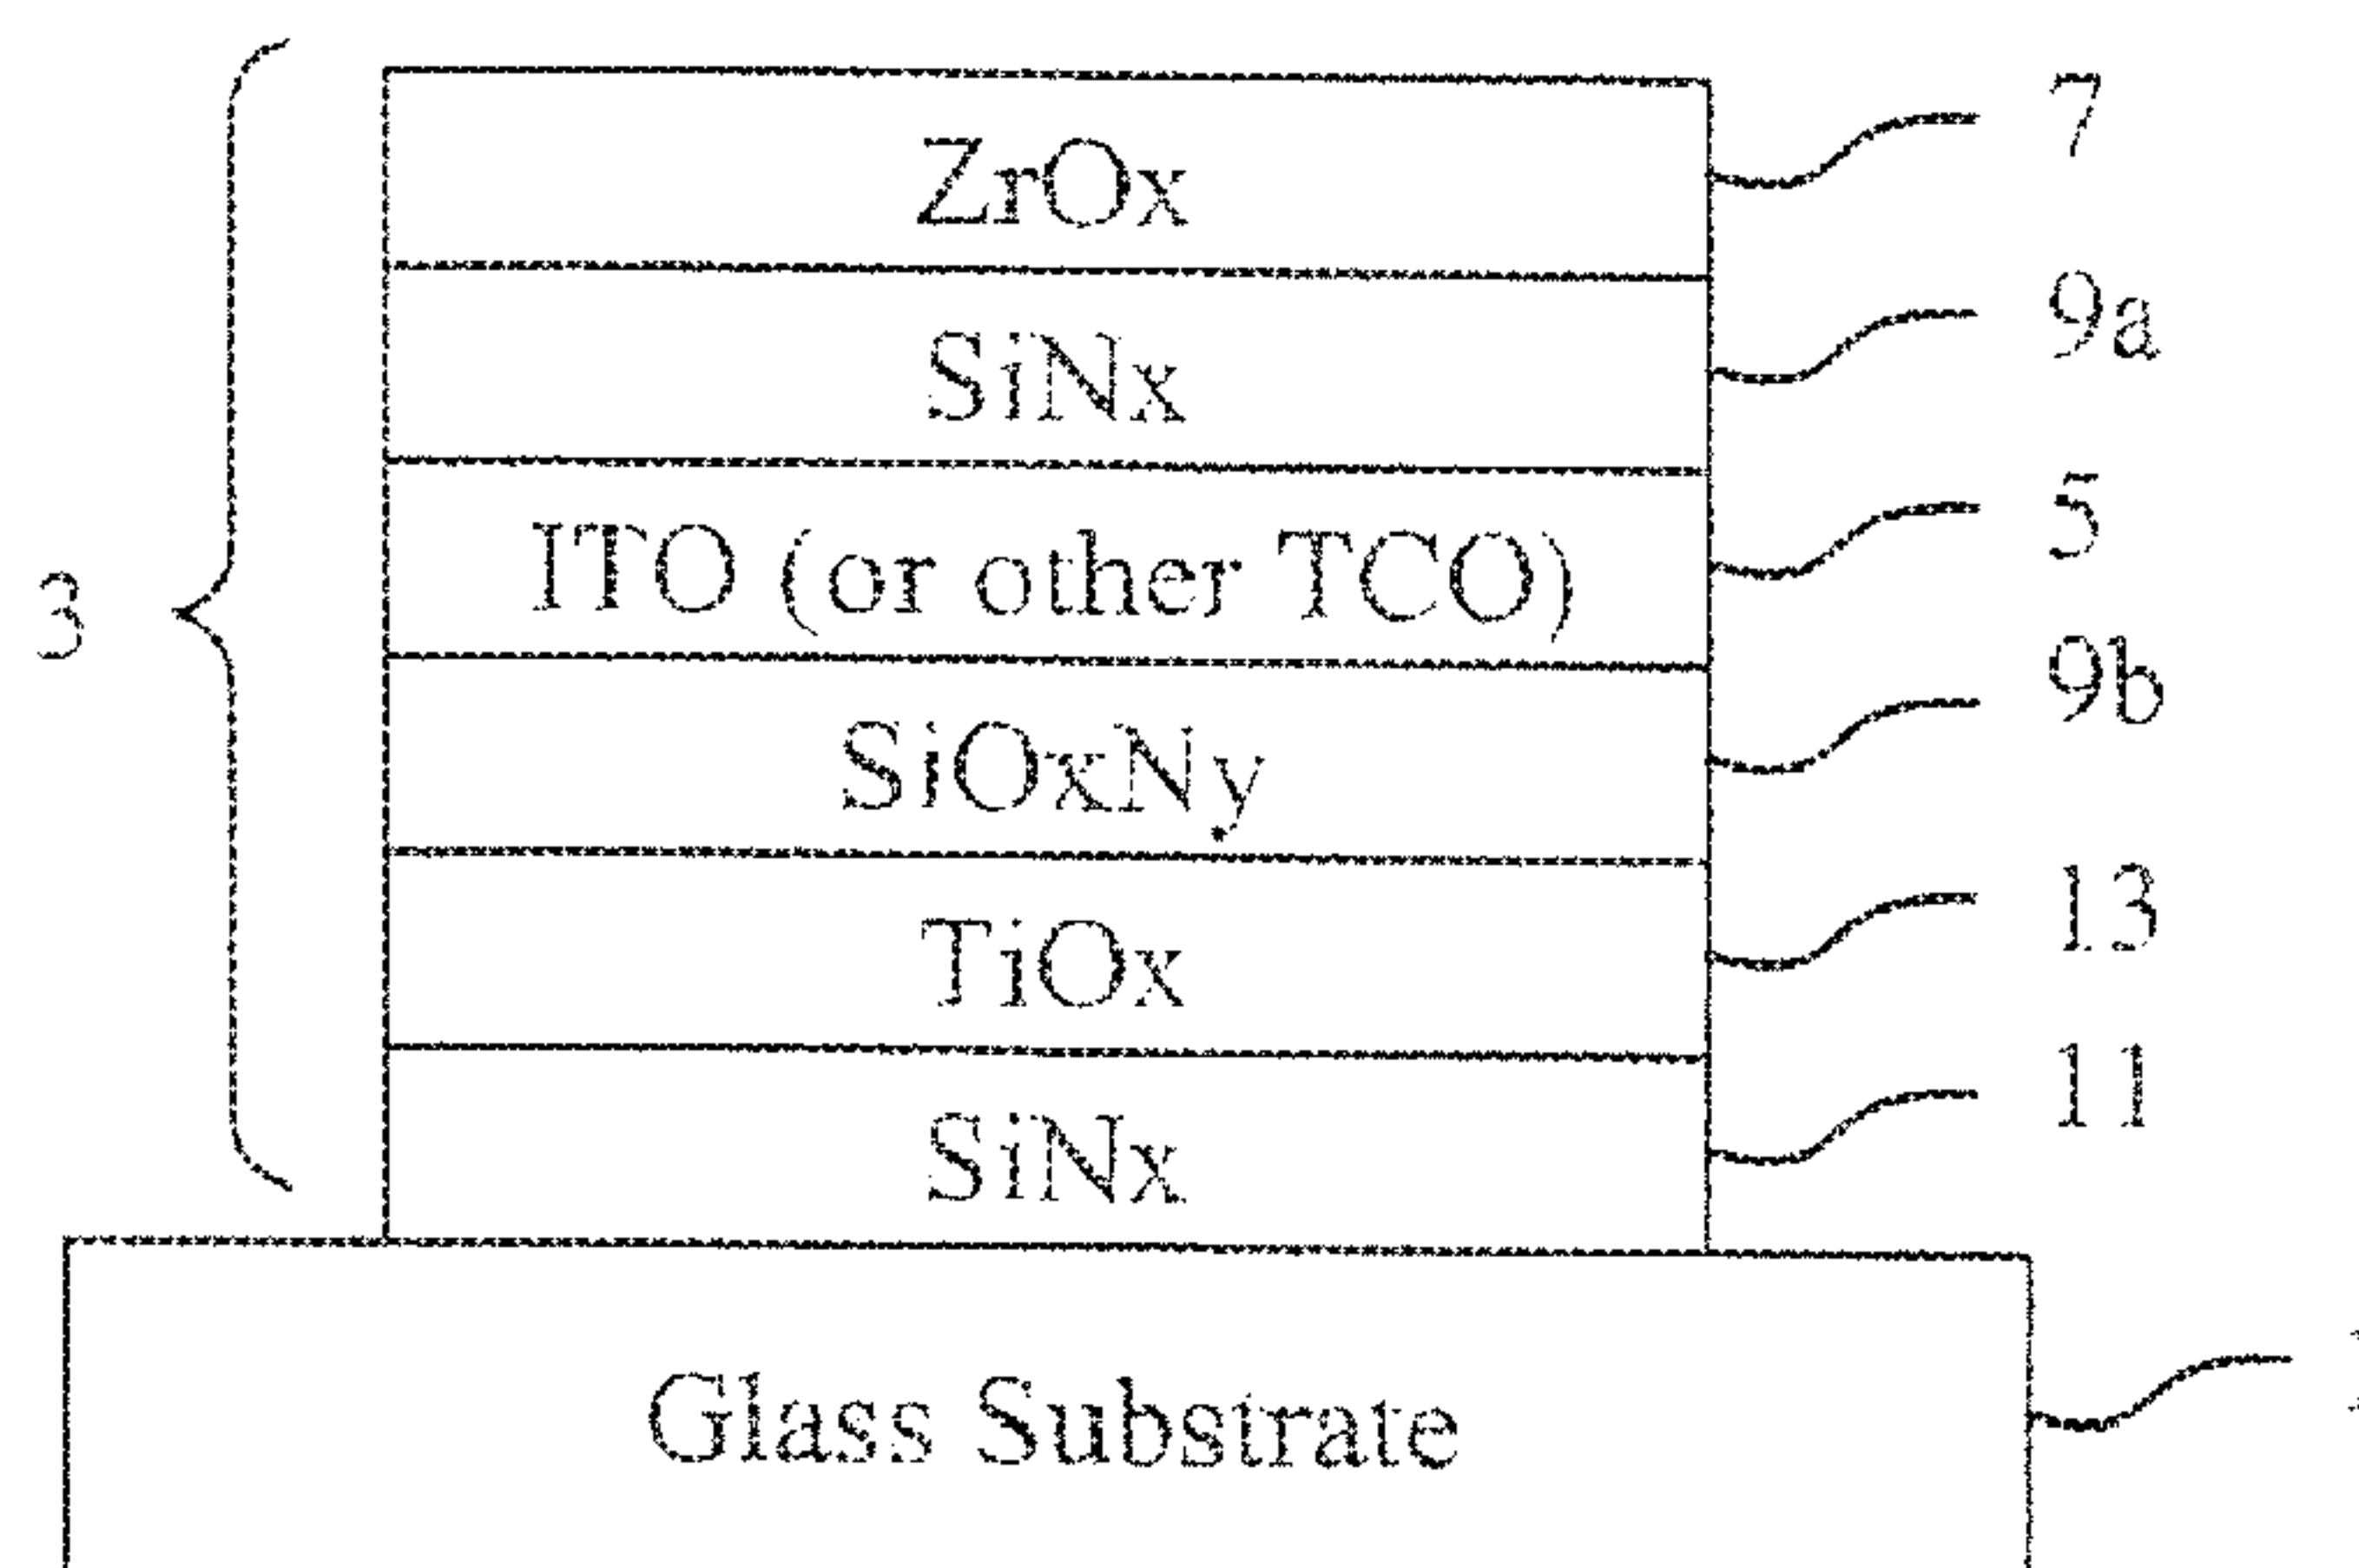 ZrOx 7
SiNx 9a
ITO (or other TCO) 5
3
SiOxNy 9b
TiOx 13
SiNx 11
Glass Substrate